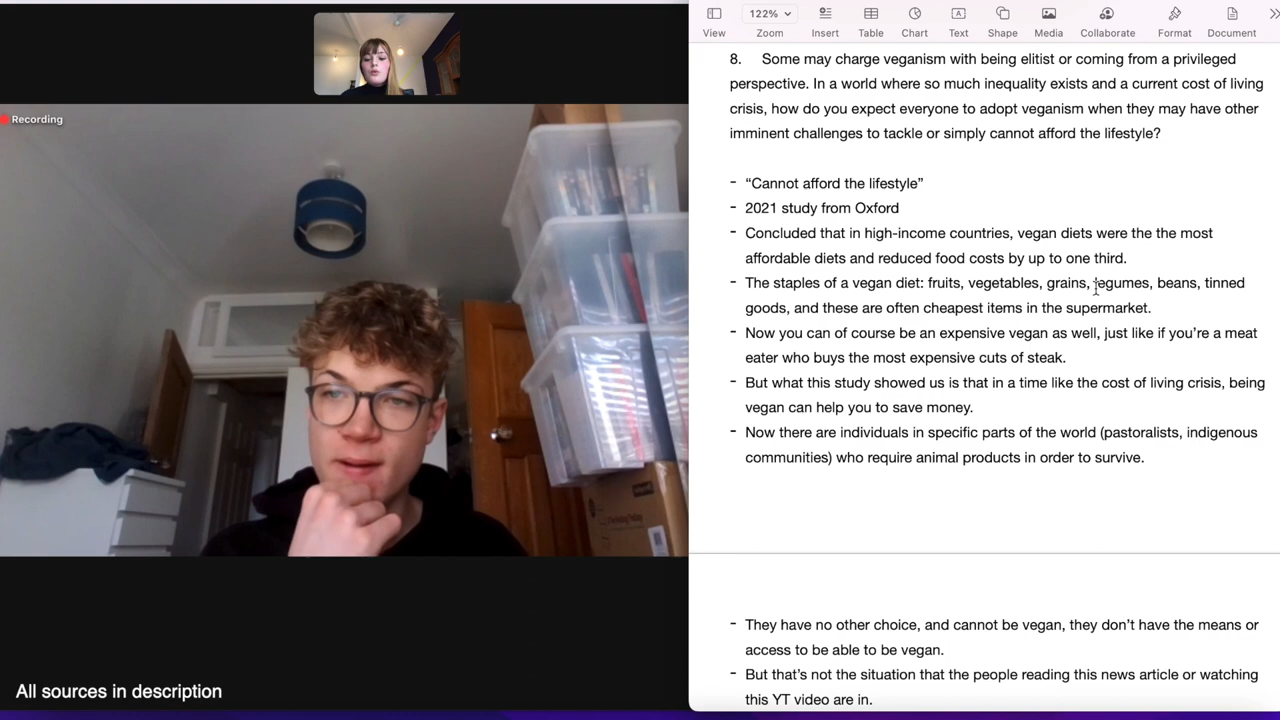 122%
View
Zoom
Insert
Table
Chart
Text
Shape
Media
Collaborate
Format
Document
Recording
8. Some may charge veganism with being elitist or coming from a privileged
perspective. In a world where so much inequality exists and a current cost of living
crisis, how do you expect everyone to adopt veganism when they may have other
imminent challenges to tackle or simply cannot afford the lifestyle?
- “Cannot afford the lifestyle”
- 2021 study from Oxford
- Concluded that in high-income countries, vegan diets were the the most
affordable diets and reduced food costs by up to one third.
- The staples of a vegan diet: fruits, vegetables, grains, legumes, beans, tinned
goods, and these are often cheapest items in the supermarket.
- Now you can of course be an expensive vegan as well, just like if you’re a meat
eater who buys the most expensive cuts of steak.
- But what this study showed us is that in a time like the cost of living crisis, being
vegan can help you to save money.
- Now there are individuals in specific parts of the world (pastoralists, indigenous
communities) who require animal products in order to survive.
- They have no other choice, and cannot be vegan, they don’t have the means or
access to be able to be vegan.
- But that’s not the situation that the people reading this news article or watching
this YT video are in.
All sources in description